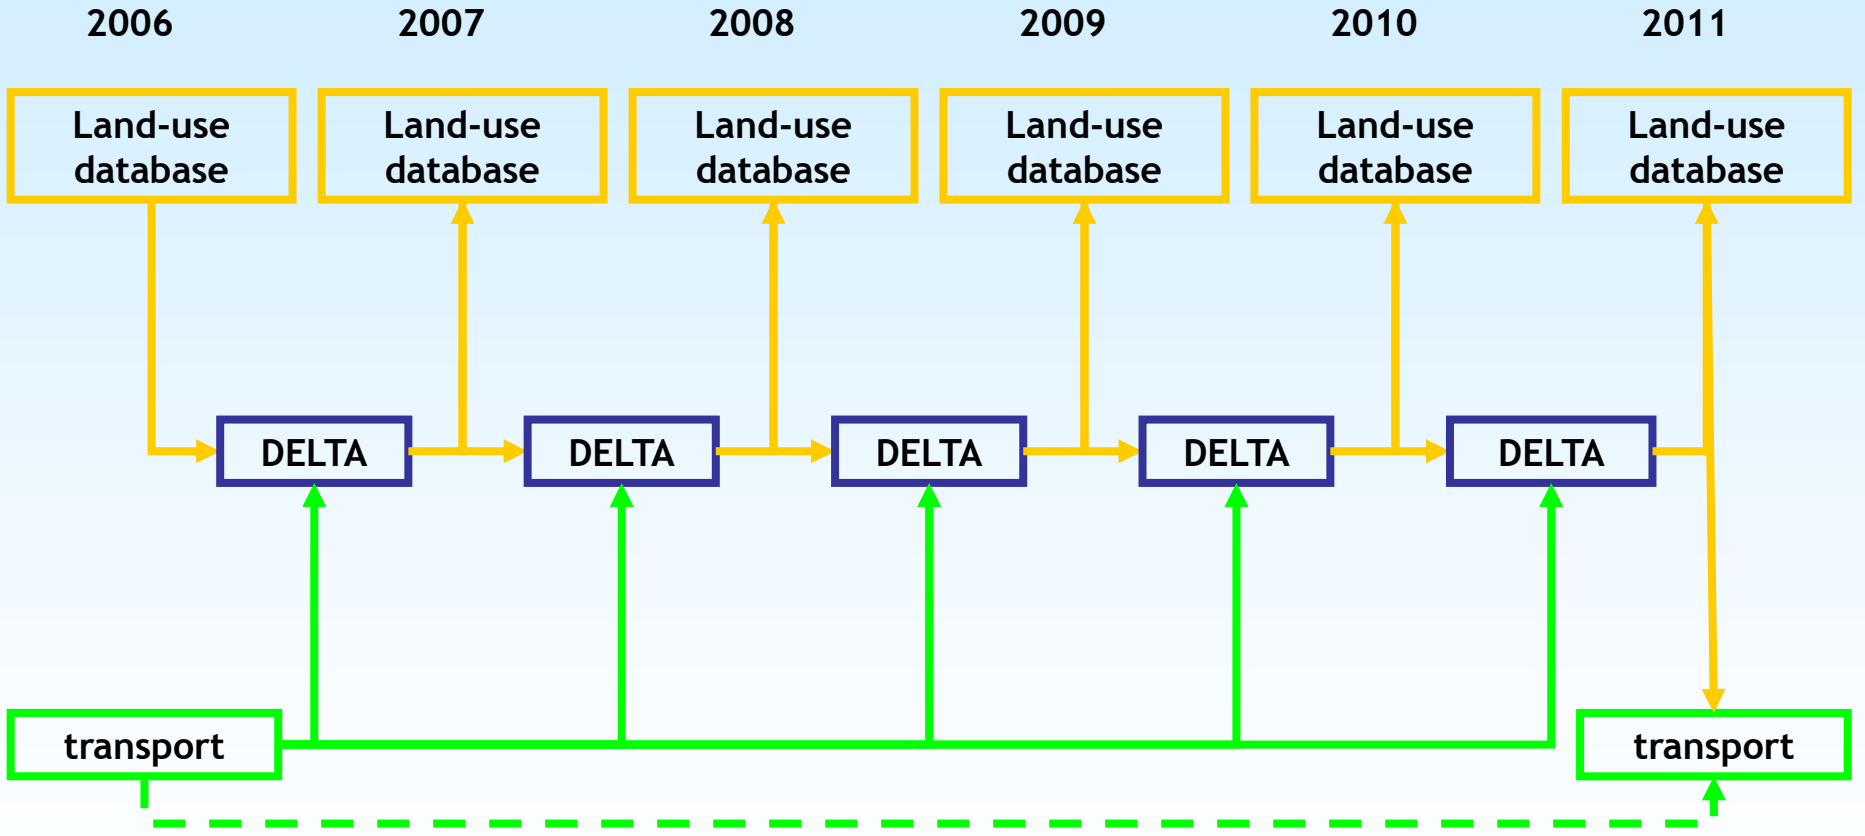 2006 2007 2008 2009 2010 2011
Land-use Land-use Land-use Land-use Land-use Land-use
database database database database database database
DELTA DELTA DELTA DELTA DELTA
transport transport